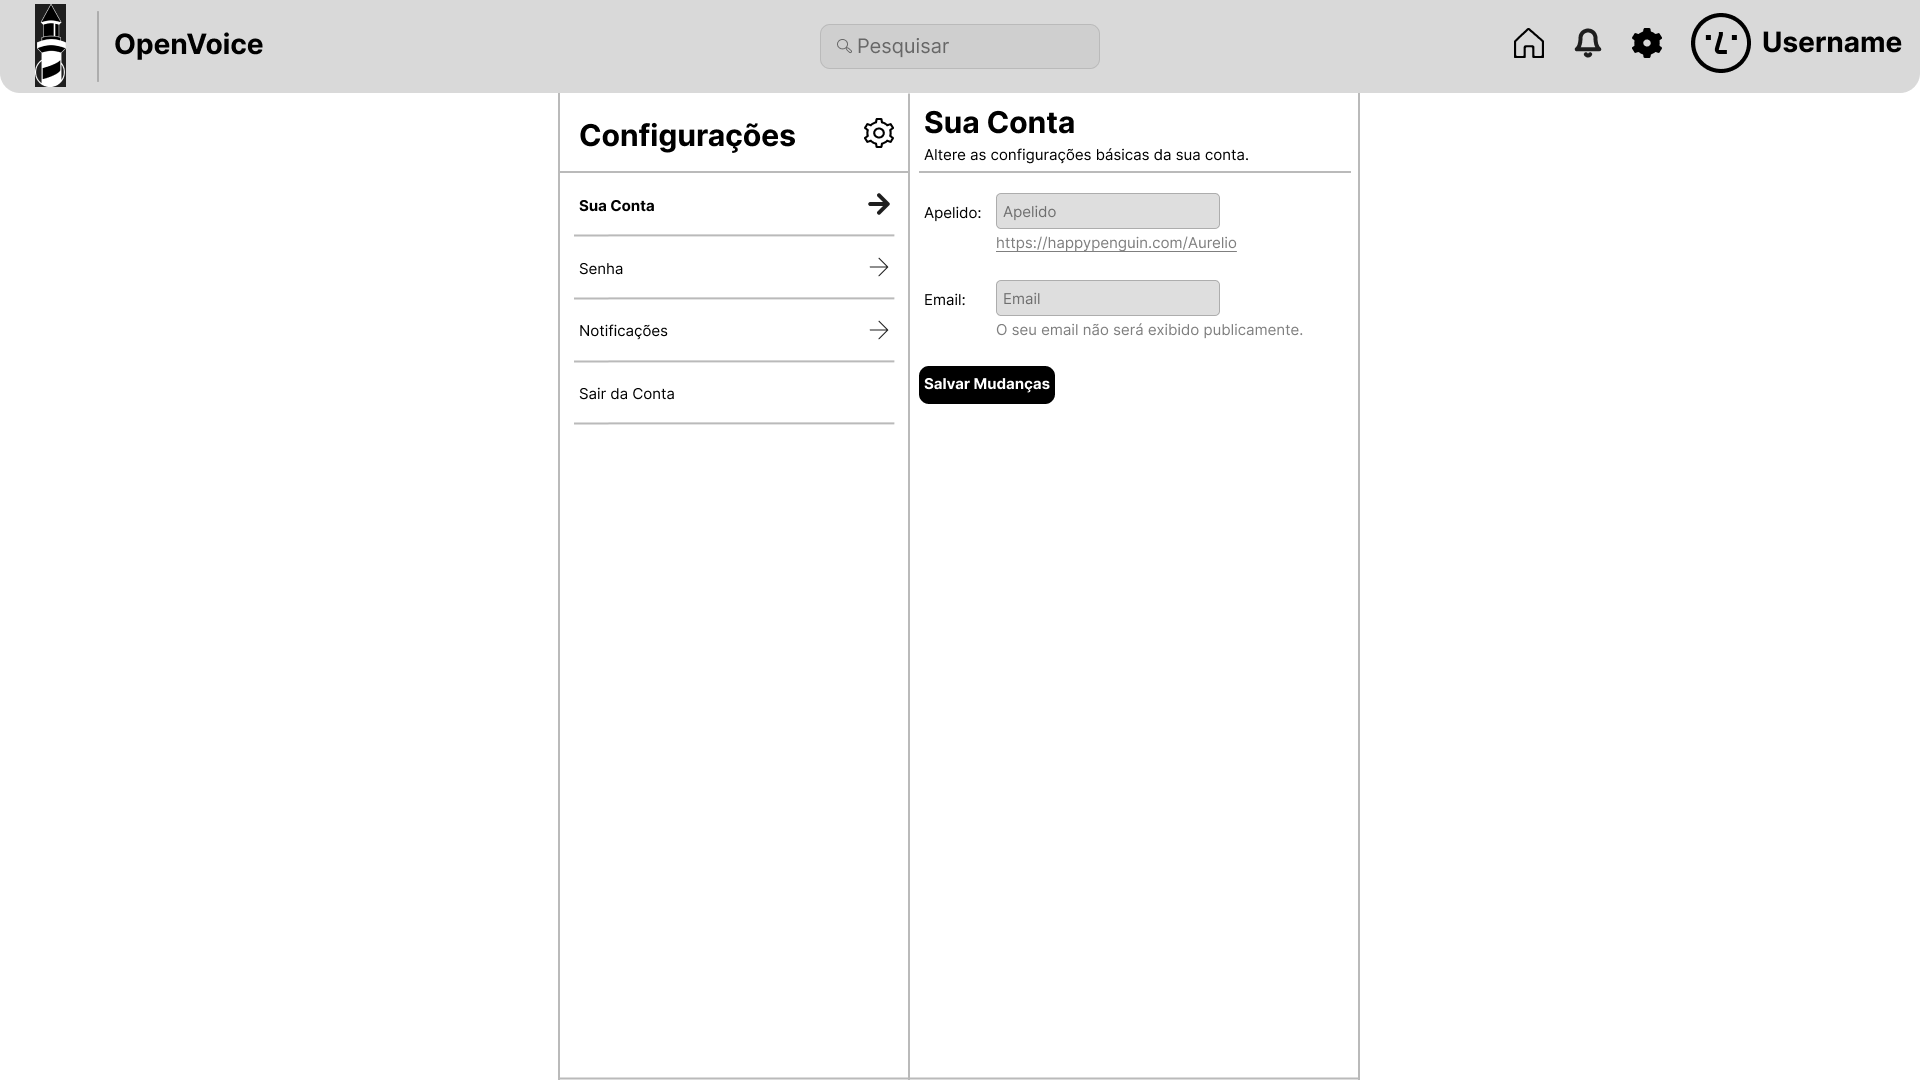 OpenVoice
Pesquisar
Username
Configurações
Sua Conta
Senha
Notificações
Sair da Conta
Sua Conta
Altere as configurações básicas da sua conta.
Apelido:
Apelido
https://happypenguin.com/Aurelio
Email:
Email
O seu email não será exibido publicamente.
Salvar Mudanças